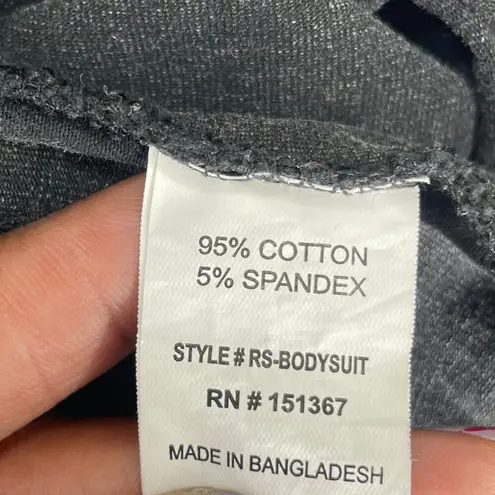 95% COTTON
5% SPANDEX
STYLE # RS-BODYSUIT
RN # 151367
MADE IN BANGLADESH